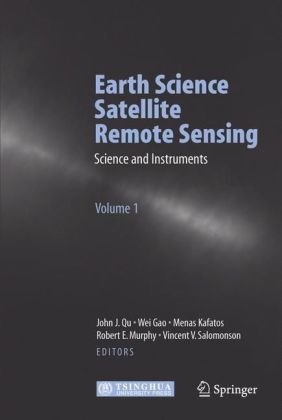 Earth Science
Satellite
Remote Sensing
Science and Instruments
Volume 1
John J. Qu • Wei Gao • Menas Kafatos
Robert E. Murphy • Vincent V. Salomonson
EDITORS
TSINGHUA
UNIVERSITY PRESS
Springer